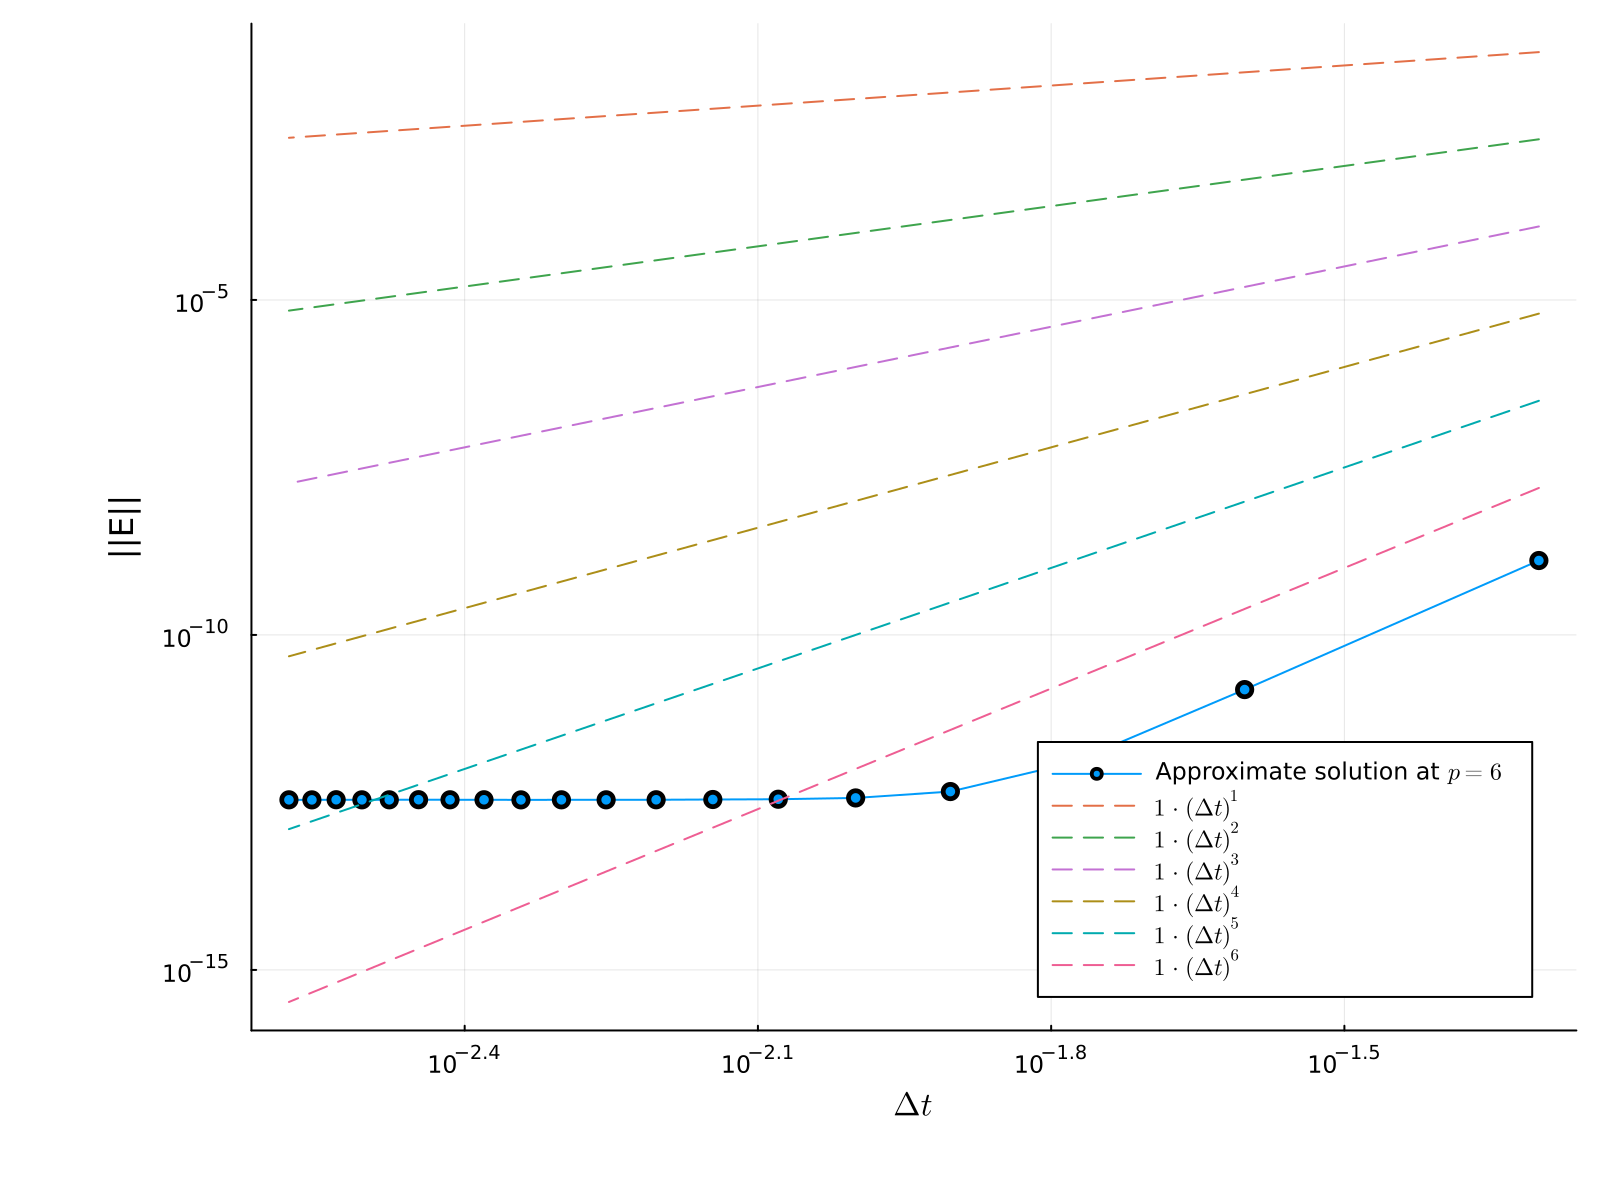 ||E||
10⁻⁵
10⁻¹⁰
10⁻¹⁵
Approximate solution at p = 6
1 · (Δt)¹
1 · (Δt)²
1 · (Δt)³
1 · (Δt)⁴
1 · (Δt)⁵
1 · (Δt)⁶
10^−2.4 10^−2.1 10^−1.8 10^−1.5
Δt